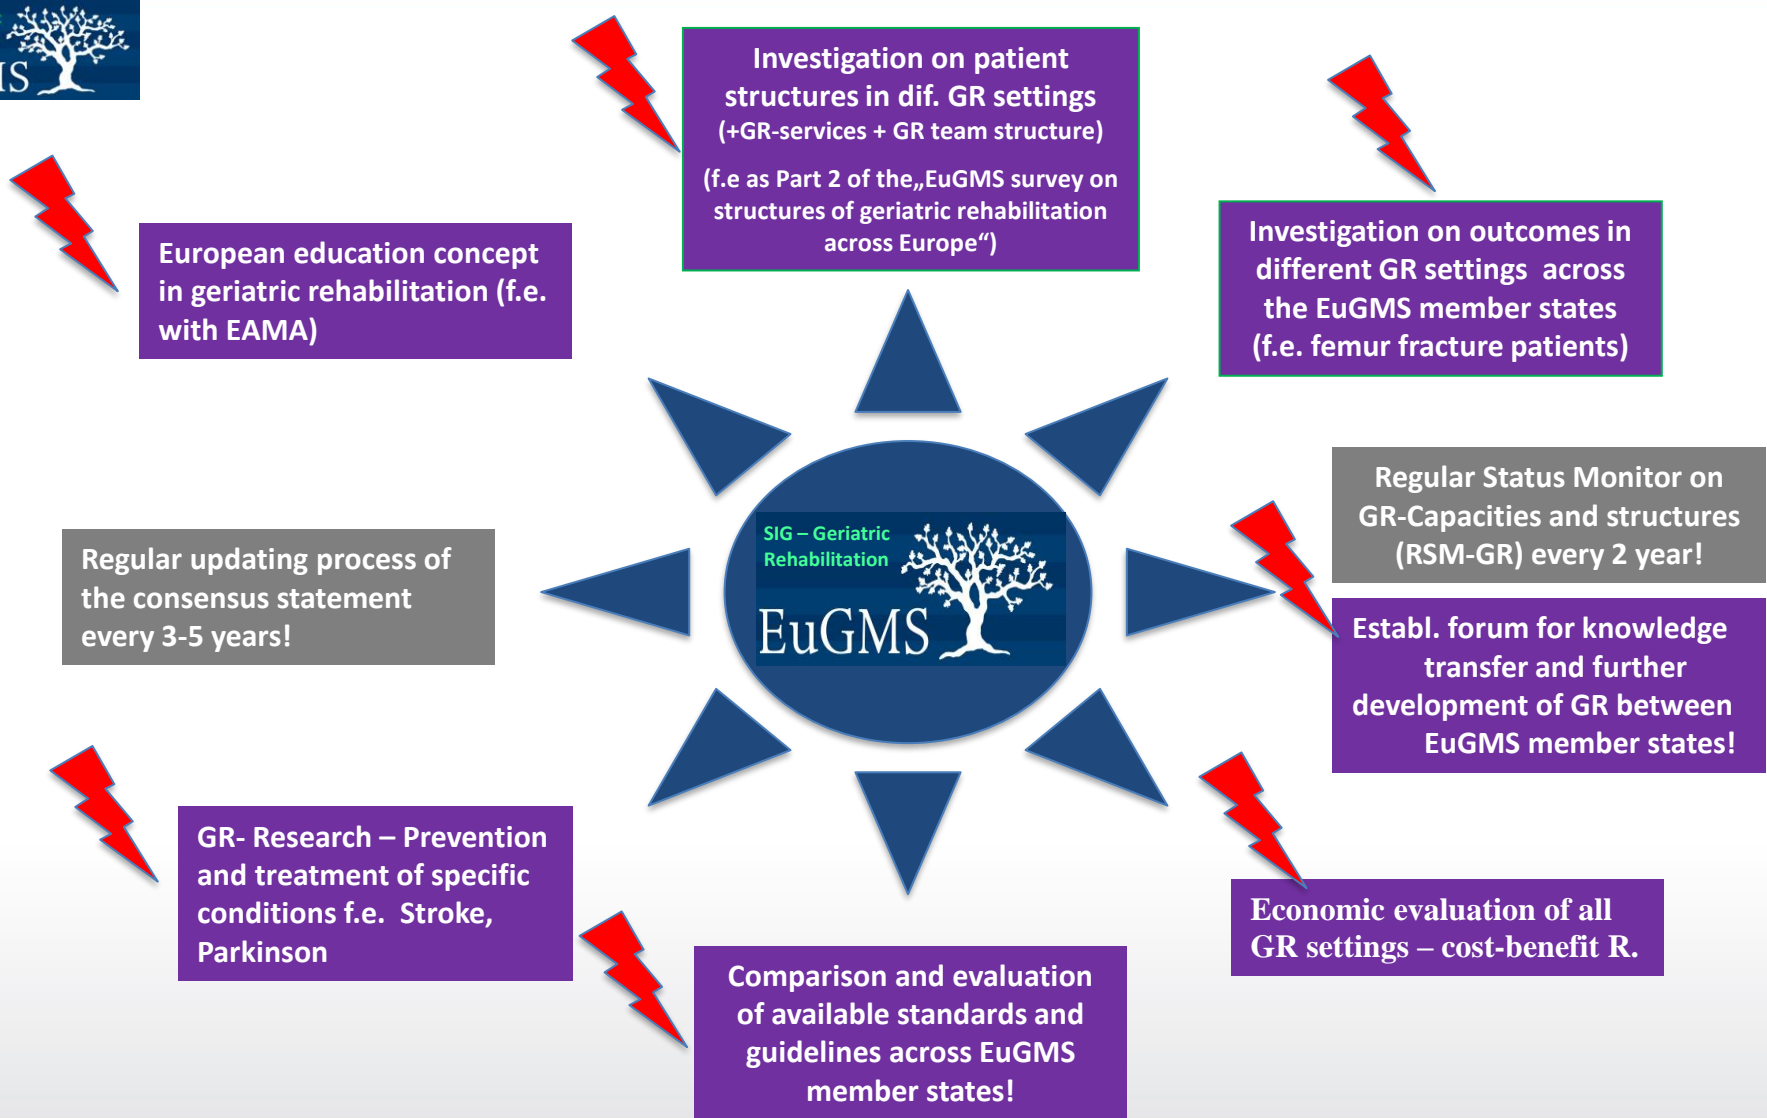 MS
Investigation on patient
structures in dif. GR settings
(+GR-services + GR team structure)
(f.e as Part 2 of the„EuGMS survey on
structures of geriatric rehabilitation
across Europe“)
European education concept
in geriatric rehabilitation (f.e.
with EAMA)
Investigation on outcomes in
different GR settings across
the EuGMS member states
(f.e. femur fracture patients)
SIG – Geriatric
Rehabilitation
EuGMS
Regular updating process of
the consensus statement
every 3-5 years!
Regular Status Monitor on
GR-Capacities and structures
(RSM-GR) every 2 year!
Establ. forum for knowledge
transfer and further
development of GR between
EuGMS member states!
GR- Research – Prevention
and treatment of specific
conditions f.e. Stroke,
Parkinson
Economic evaluation of all
GR settings – cost-benefit R.
Comparison and evaluation
of available standards and
guidelines across EuGMS
member states!